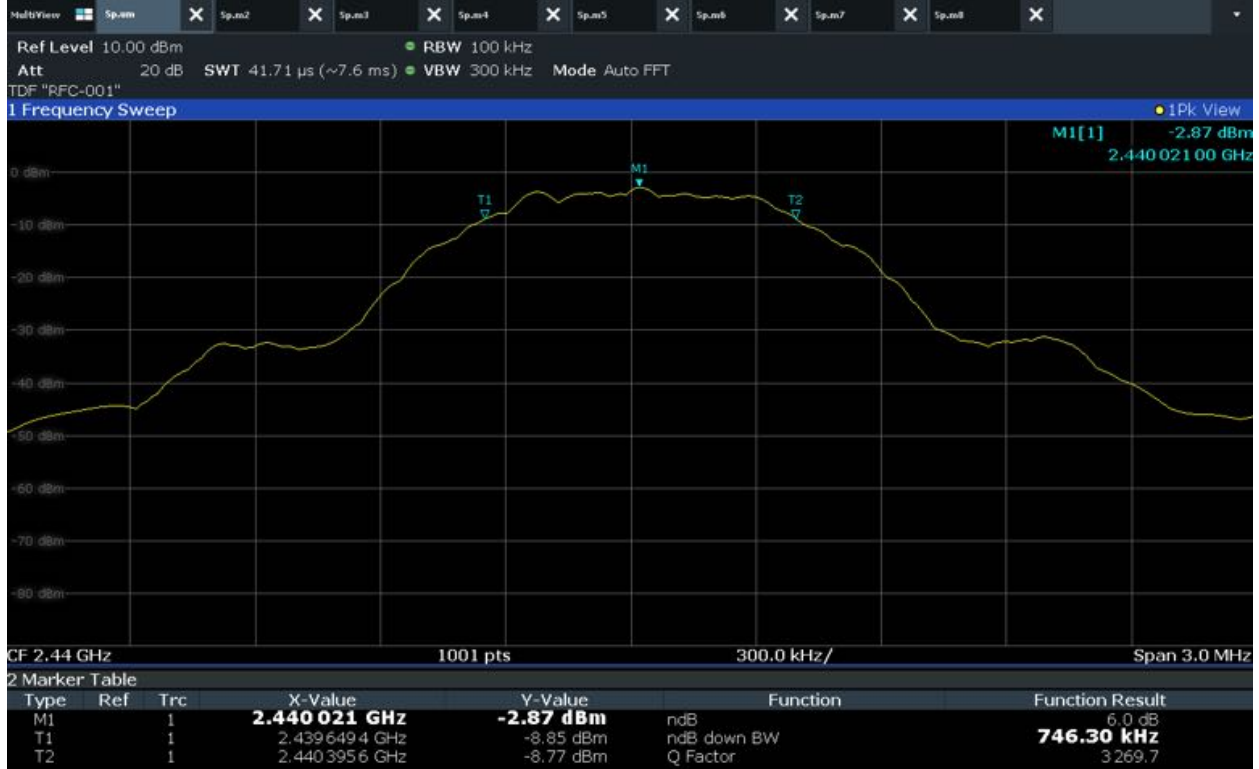 MultiView Sp.em Sp.m2 Sp.m3 Sp.m4 Sp.m5 Sp.m6 Sp.m7 Sp.m8
Ref Level 10.00 dBm RBW 100 kHz
Att 20 dB SWT 41.71 µs (~7.6 ms) VBW 300 kHz Mode Auto FFT
TDF "RFC-001"
1 Frequency Sweep 1Pk View
M1[1] -2.87 dBm
2.440 021 00 GHz
M1
0 dBm
T1 T2
-10 dBm
-20 dBm
-30 dBm
-40 dBm
-50 dBm
-60 dBm
-70 dBm
-80 dBm
CF 2.44 GHz 1001 pts 300.0 kHz/ Span 3.0 MHz
2 Marker Table
Type Ref Trc X-Value Y-Value Function Function Result
M1 1 2.440 021 GHz -2.87 dBm ndB 6.0 dB
T1 1 2.439 649 4 GHz -8.85 dBm ndB down BW 746.30 kHz
T2 1 2.440 395 6 GHz -8.77 dBm Q Factor 3 269.7